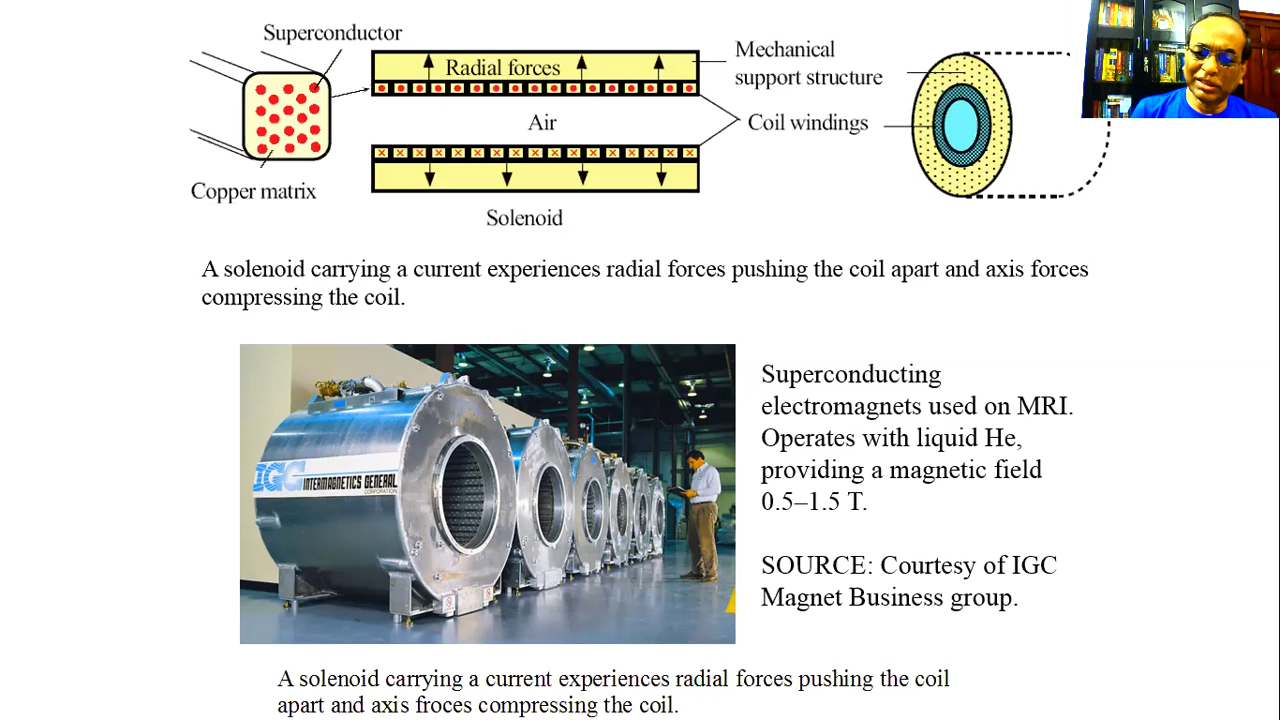 Superconductor
Radial forces
Mechanical
support structure
Air
Coil windings
Copper matrix
Solenoid
A solenoid carrying a current experiences radial forces pushing the coil apart and axis forces
compressing the coil.
IGC
INTERMAGNETICS GENERAL
CORPORATION
Superconducting
electromagnets used on MRI.
Operates with liquid He,
providing a magnetic field
0.5–1.5 T.
SOURCE: Courtesy of IGC
Magnet Business group.
A solenoid carrying a current experiences radial forces pushing the coil
apart and axis froces compressing the coil.